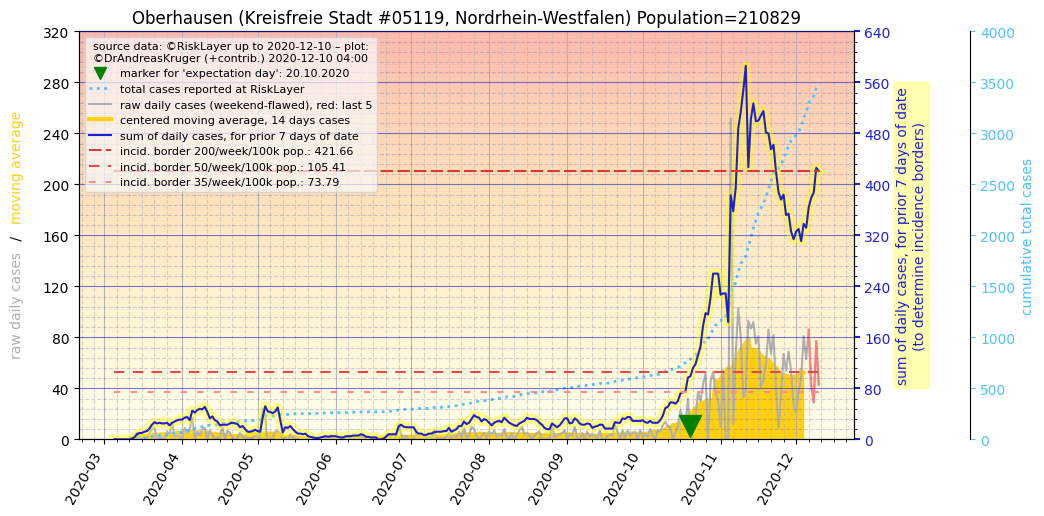 Oberhausen (Kreisfreie Stadt #05119, Nordrhein-Westfalen) Population=210829
source data: ©RiskLayer up to 2020-12-10 – plot:
©DrAndreasKruger (+contrib.) 2020-12-10 04:00
marker for 'expectation day': 20.10.2020
total cases reported at RiskLayer
raw daily cases (weekend-flawed), red: last 5
centered moving average, 14 days cases
sum of daily cases, for prior 7 days of date
incid. border 200/week/100k pop.: 421.66
incid. border 50/week/100k pop.: 105.41
incid. border 35/week/100k pop.: 73.79
raw daily cases / moving average
320
280
240
200
160
120
80
40
0
640
560
480
400
320
240
160
80
0
sum of daily cases, for prior 7 days of date
(to determine incidence borders)
4000
3500
3000
2500
2000
1500
1000
500
0
cumulative total cases
2020-03
2020-04
2020-05
2020-06
2020-07
2020-08
2020-09
2020-10
2020-11
2020-12